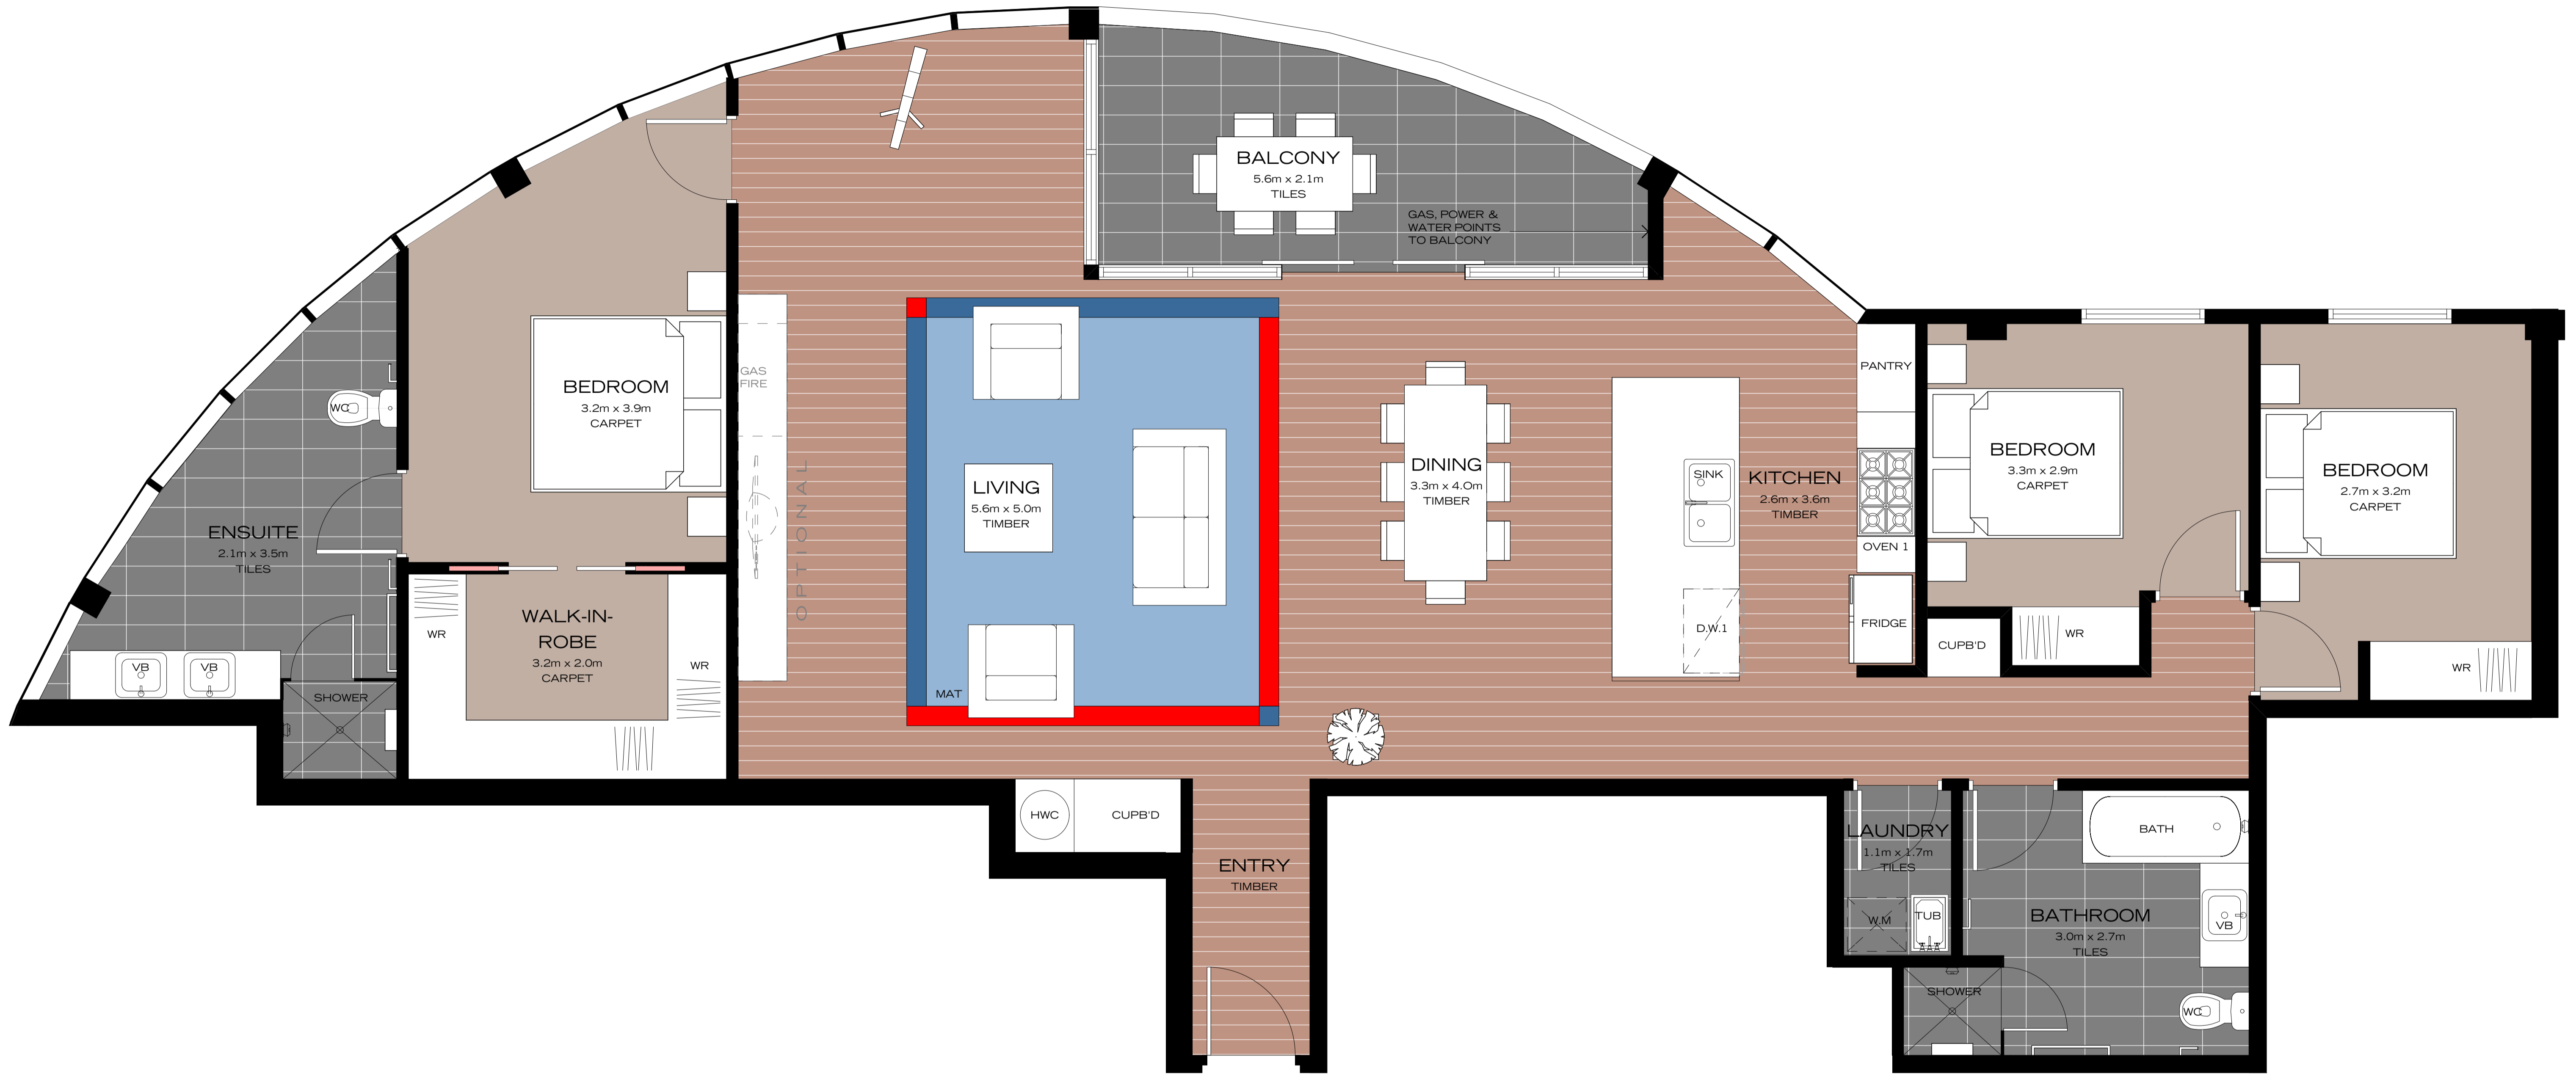 BALCONY
5.6m x 2.1m
TILES
GAS, POWER &
WATER POINTS
TO BALCONY
GAS
FIRE
OPTIONAL
BEDROOM
3.2m x 3.9m
CARPET
WC
ENSUITE
2.1m x 3.5m
TILES
VB
VB
SHOWER
WALK-IN-
ROBE
3.2m x 2.0m
CARPET
WR
WR
LIVING
5.6m x 5.0m
TIMBER
MAT
DINING
3.3m x 4.0m
TIMBER
SINK
D.W.1
KITCHEN
2.6m x 3.6m
TIMBER
PANTRY
OVEN 1
FRIDGE
BEDROOM
3.3m x 2.9m
CARPET
CUPB'D
WR
BEDROOM
2.7m x 3.2m
CARPET
WR
HWC
CUPB'D
ENTRY
TIMBER
LAUNDRY
1.1m x 1.7m
TILES
W.M
TUB
BATH
BATHROOM
3.0m x 2.7m
TILES
VB
SHOWER
WC